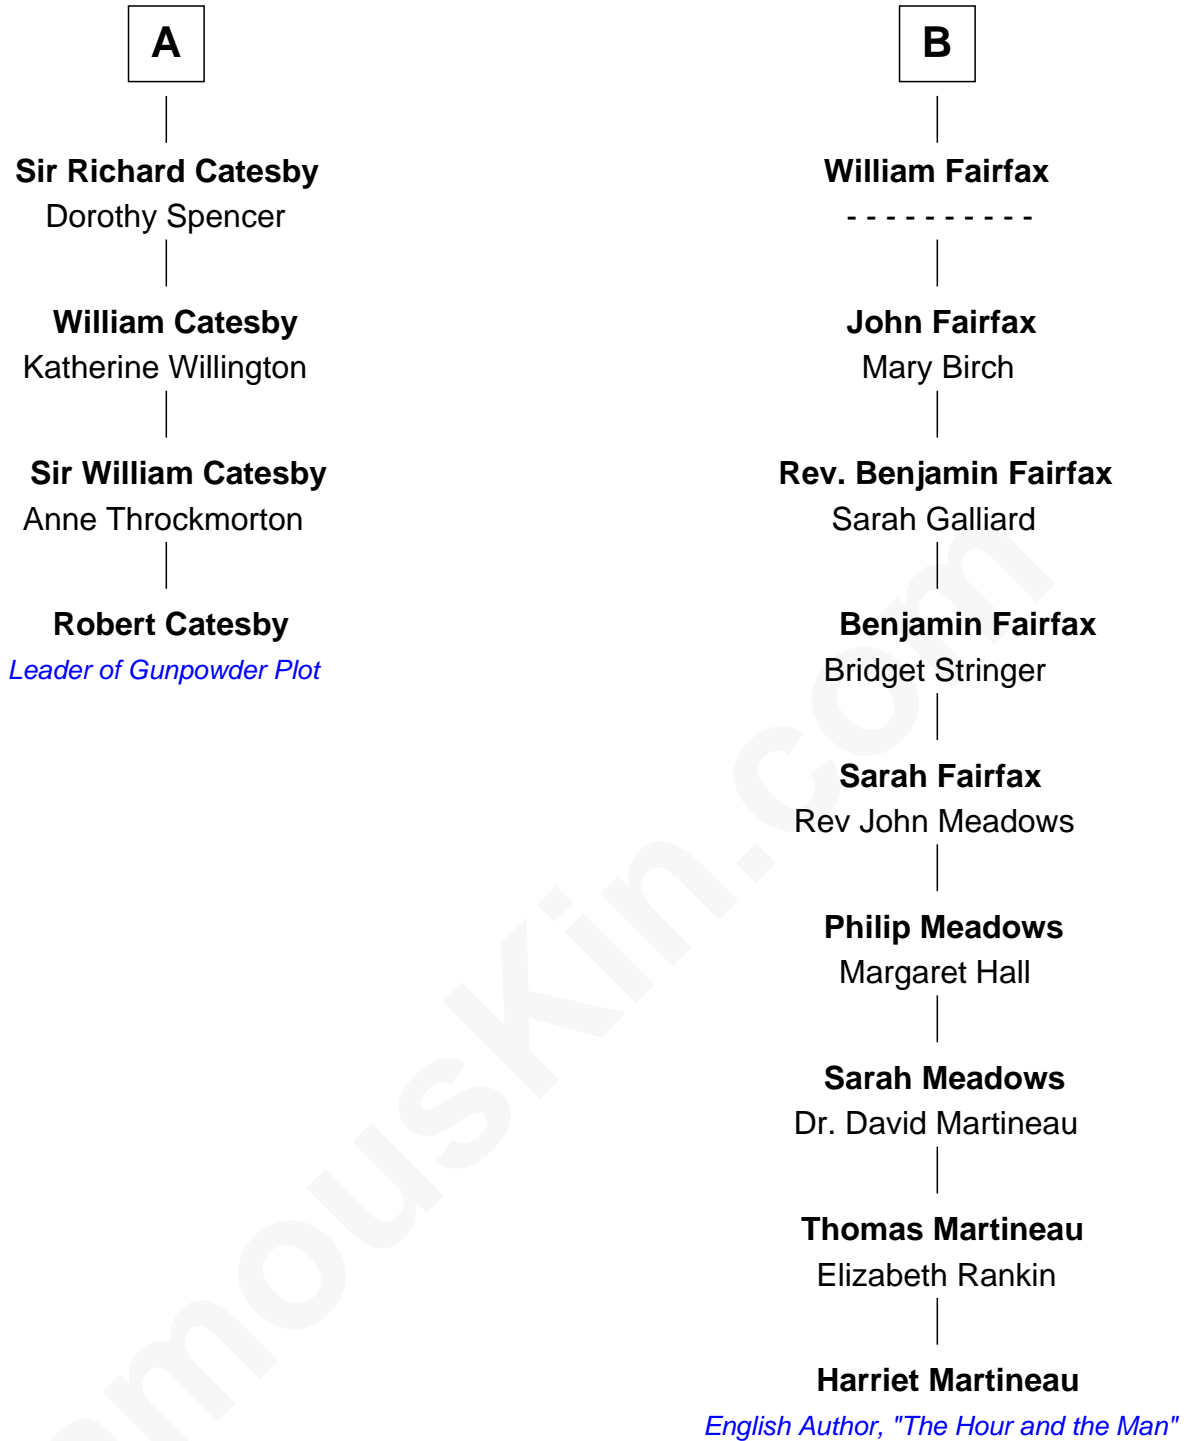 A
Sir Richard Catesby
Dorothy Spencer
William Catesby
Katherine Willington
Sir William Catesby
Anne Throckmorton
Robert Catesby
Leader of Gunpowder Plot
B
William Fairfax
- - - - - - - - - -
John Fairfax
Mary Birch
Rev. Benjamin Fairfax
Sarah Galliard
Benjamin Fairfax
Bridget Stringer
Sarah Fairfax
Rev John Meadows
Philip Meadows
Margaret Hall
Sarah Meadows
Dr. David Martineau
Thomas Martineau
Elizabeth Rankin
Harriet Martineau
English Author, "The Hour and the Man"
amouskin.com